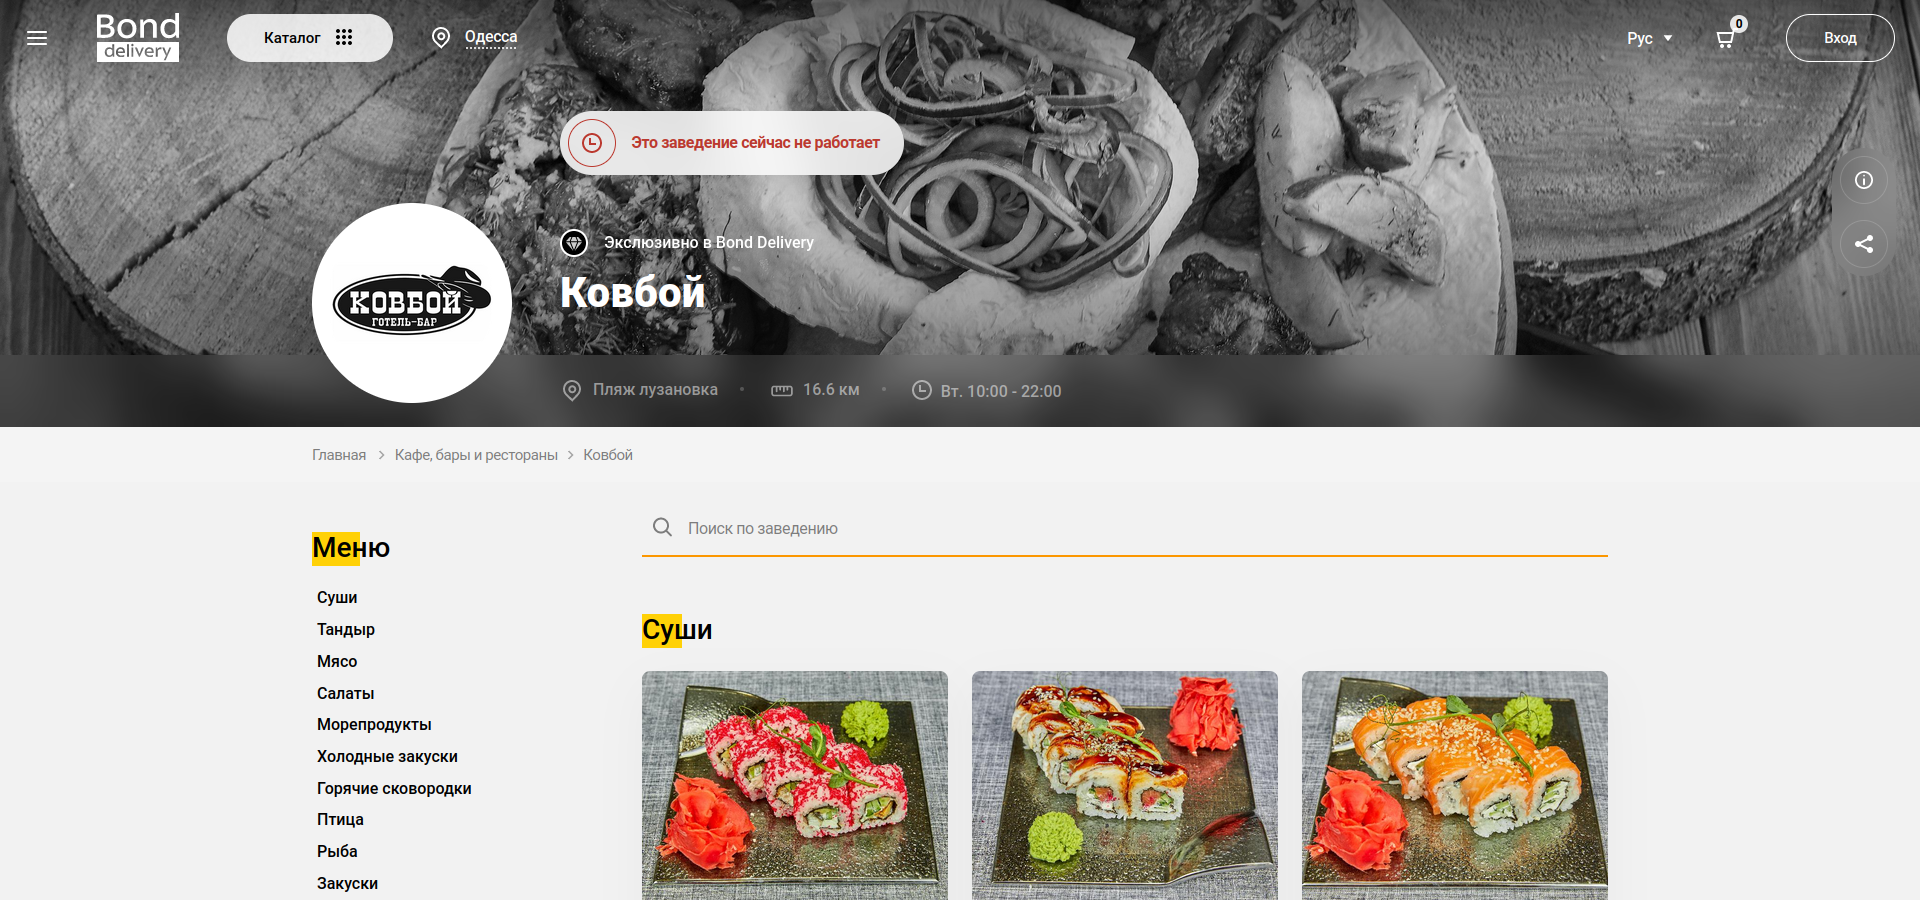 Bond
delivery
Каталог
Одесса
Рус
0
Вход
Это заведение сейчас не работает
Экслюзивно в Bond Delivery
Ковбой
КОВБОЙ
ГОТЕЛЬ-БАР
Пляж лузановка
16.6 км
Вт. 10:00 - 22:00
Главная
Кафе, бары и рестораны
Ковбой
Меню
Суши
Тандыр
Мясо
Салаты
Морепродукты
Холодные закуски
Горячие сковородки
Птица
Рыба
Закуски
Поиск по заведению
Суши